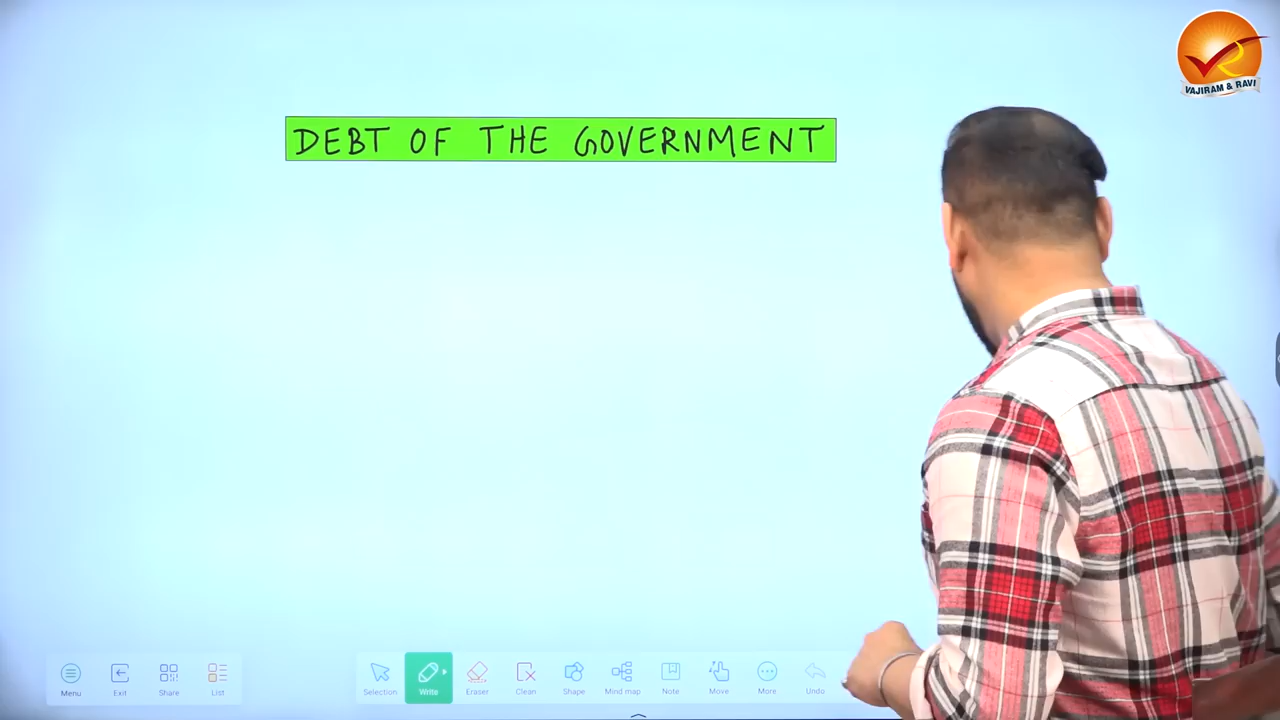 VAJIRAM & RAVI
DEBT OF THE GOVERNMENT
Menu
Exit
Share
List
Selection
Write
Eraser
Clean
Shape
Mind map
Note
Move
More
Undo